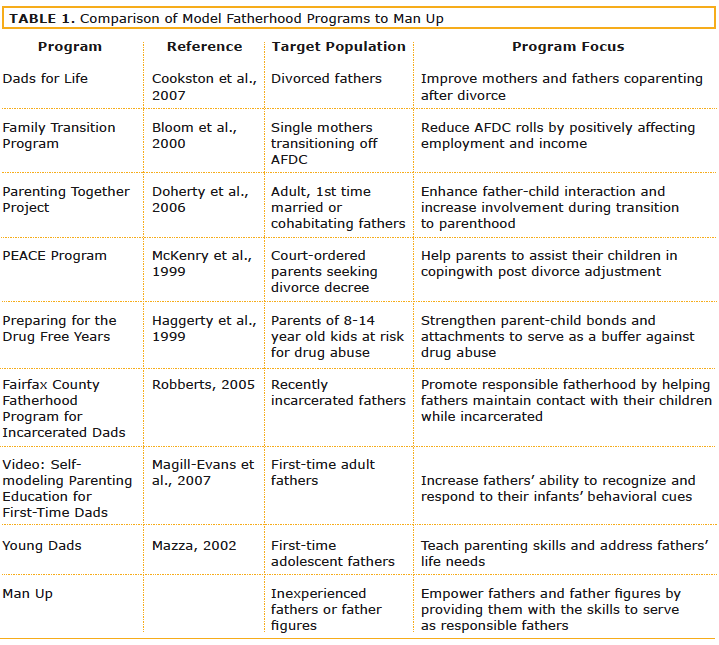 TABLE 1. Comparison of Model Fatherhood Programs to Man Up
Program Reference Target Population Program Focus
Dads for Life Cookston et al., Divorced fathers Improve mothers and fathers coparenting
2007 after divorce
Family Transition Bloom et al., Single mothers Reduce AFDC rolls by positively affecting
Program 2000 transitioning off employment and income
AFDC
Parenting Together Doherty et al., Adult, 1st time Enhance father-child interaction and
Project 2006 married or increase involvement during transition
cohabitating fathers to parenthood
PEACE Program McKenry et al., Court-ordered Help parents to assist their children in
1999 parents seeking copingwith post divorce adjustment
divorce decree
Preparing for the Haggerty et al., Parents of 8-14 Strengthen parent-child bonds and
Drug Free Years 1999 year old kids at risk attachments to serve as a buffer against
for drug abuse drug abuse
Fairfax County Robberts, 2005 Recently Promote responsible fatherhood by helping
Fatherhood incarcerated fathers fathers maintain contact with their children
Program for while incarcerated
Incarcerated Dads
Video: Self- Magill-Evans et First-time adult
modeling Parenting al., 2007 fathers Increase fathers’ ability to recognize and
Education for respond to their infants’ behavioral cues
First-Time Dads
Young Dads Mazza, 2002 First-time Teach parenting skills and address fathers’
adolescent fathers life needs
Man Up Inexperienced Empower fathers and father figures by
fathers or father providing them with the skills to serve
figures as responsible fathers